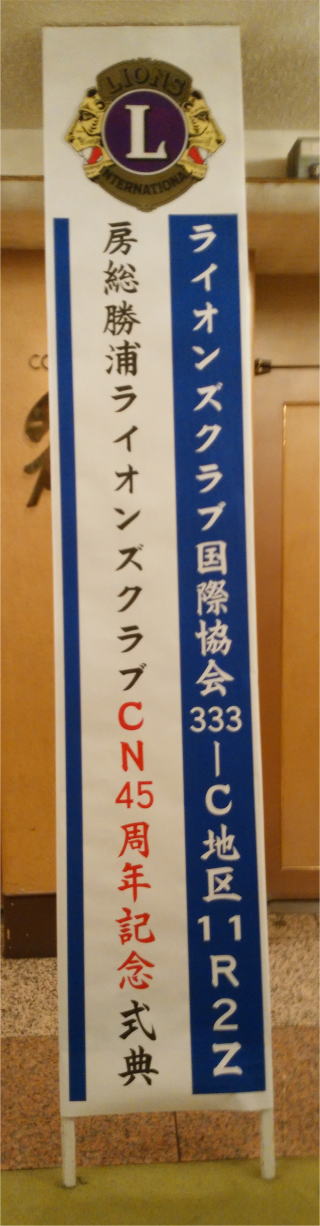 LIONS
L
INTERNATIONAL
ライオンズクラブ国際協会333－C地区11R2Z
房総勝浦ライオンズクラブCN45周年記念式典